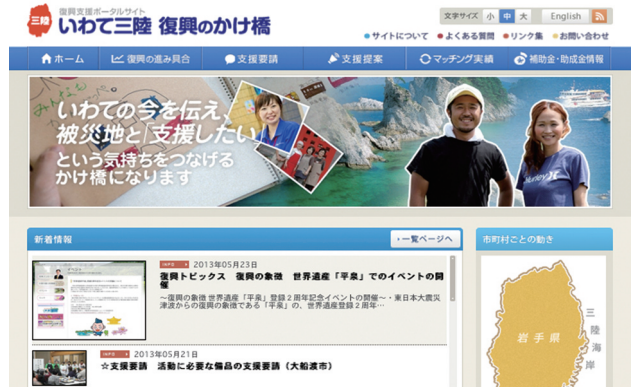 三陸
復興支援ポータルサイト
いわて三陸 復興のかけ橋
文字サイズ 小 中 大 English
サイトについて よくある質問 リンク集 お問い合わせ
ホーム 復興の進み具合 支援要請 支援提案 マッチング実績 補助金・助成金情報
いわての今を伝え、
被災地と「支援したい」
という気持ちをつなげる
かけ橋になります
Hurley
新着情報 一覧ページへ 市町村ごとの動き
INFO 2013年05月23日
復興トピックス 復興の象徴 世界遺産「平泉」でのイベントの開
催
～復興の象徴 世界遺産「平泉」登録２周年記念イベントの開催～・東日本大震災
津波からの復興の象徴である「平泉」の、世界遺産登録２周年…
INFO 2013年05月21日
☆支援要請 活動に必要な備品の支援要請（大船渡市）
岩手県
三陸海岸